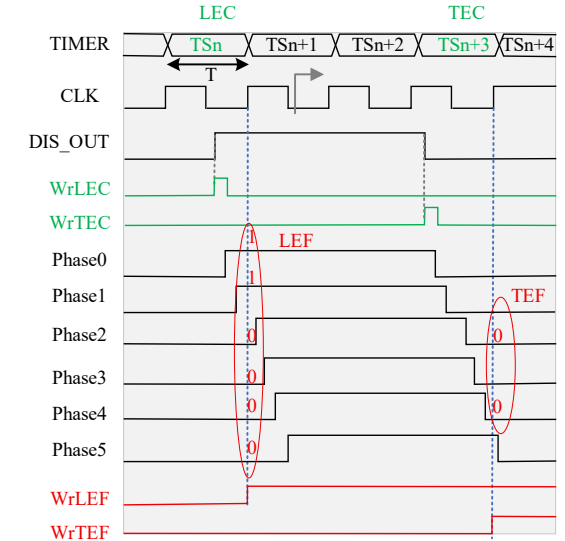 LEC TEC
TIMER TSn TSn+1 TSn+2 TSn+3 TSn+4
T
CLK
DIS_OUT
WrLEC
WrTEC
1 LEF
Phase0
1
Phase1 TEF
Phase2 0 0
Phase3 0
Phase4 0 0
Phase5 0
WrLEF
WrTEF